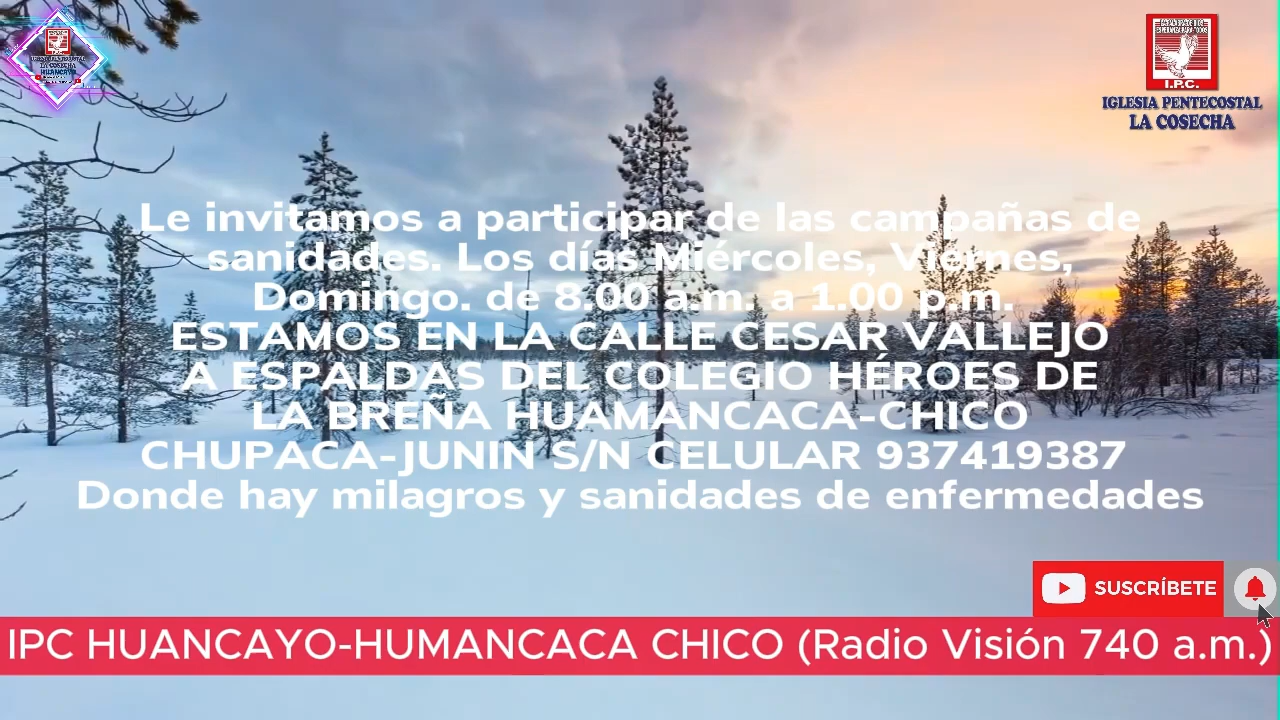 I.P.C.
IGLESIA PENTECOSTAL
LA COSECHA
Le invitamos a participar de las campañas de
sanidades. Los días Miércoles, Viernes,
Domingo. de 8.00 a.m. a 1.00 p.m.
ESTAMOS EN LA CALLE CESAR VALLEJO
A ESPALDAS DEL COLEGIO HÉROES DE
LA BREÑA HUAMANCACA-CHICO
CHUPACA-JUNIN S/N CELULAR 937419387
Donde hay milagros y sanidades de enfermedades
SUSCRÍBETE
IPC HUANCAYO-HUMANCACA CHICO (Radio Visión 740 a.m.)